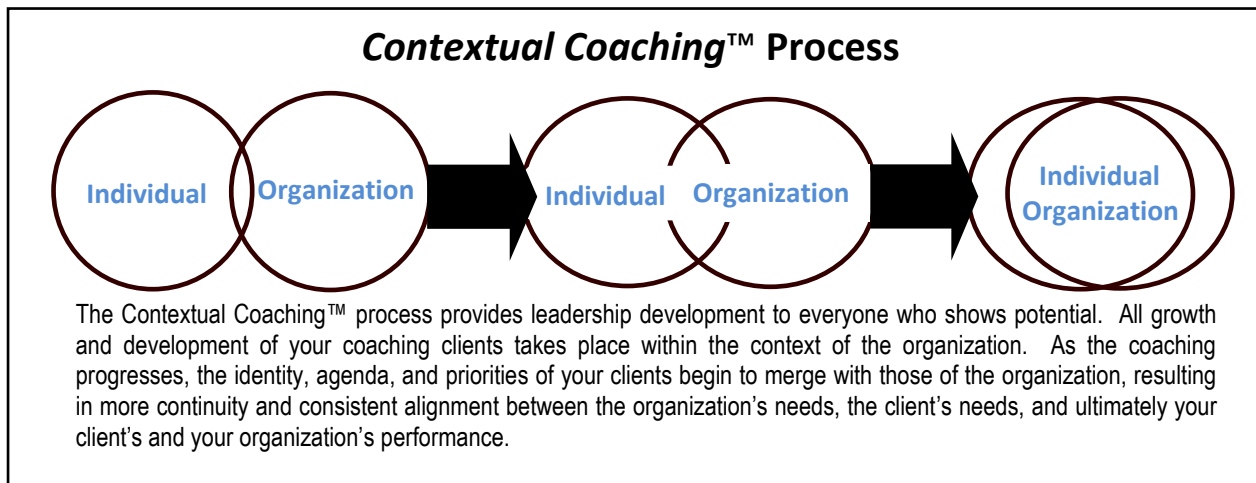 Contextual Coaching™ Process
Individual
Organization
Individual
Organization
Individual
Organization
The Contextual Coaching™ process provides leadership development to everyone who shows potential. All growth
and development of your coaching clients takes place within the context of the organization. As the coaching
progresses, the identity, agenda, and priorities of your clients begin to merge with those of the organization, resulting
in more continuity and consistent alignment between the organization’s needs, the client’s needs, and ultimately your
client’s and your organization’s performance.